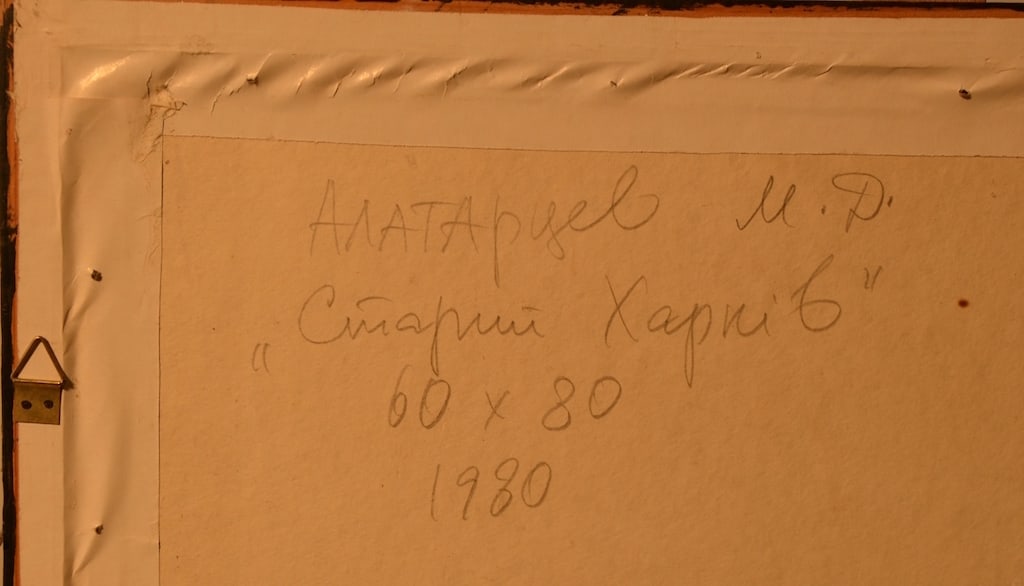 Алатарцев М. Д.
„Старий Харків”
60 х 80
1980